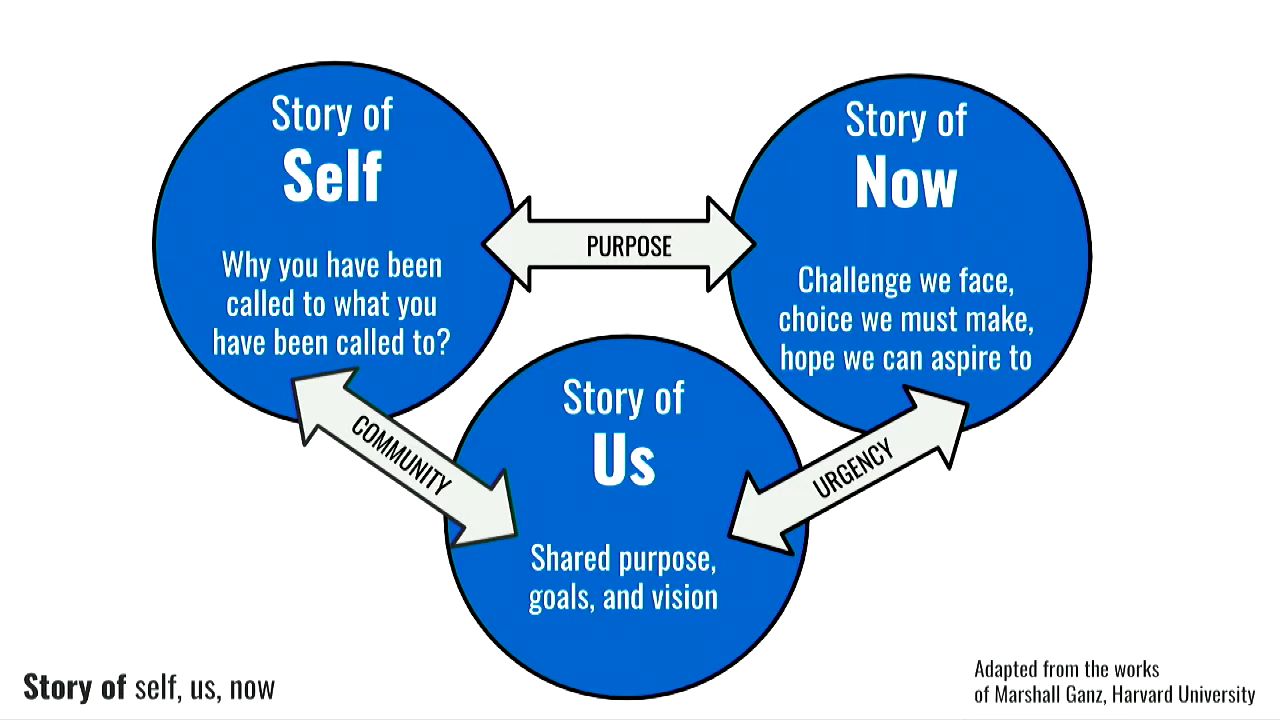 Story of
Self
Why you have been
called to what you
have been called to?
PURPOSE
Story of
Now
Challenge we face,
choice we must make,
hope we can aspire to
COMMUNITY
Story of
Us
Shared purpose,
goals, and vision
URGENCY
Story of self, us, now
Adapted from the works
of Marshall Ganz, Harvard University